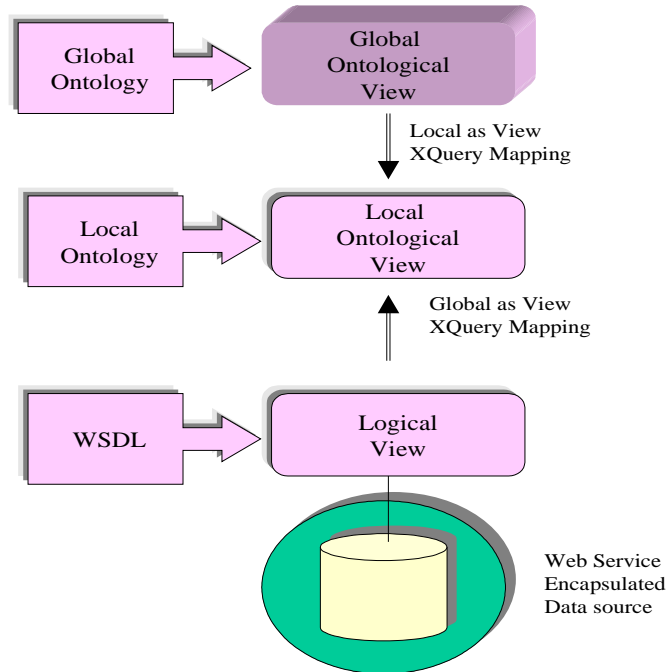 Global
Ontology
Global
Ontological
View
Local as View
XQuery Mapping
Local
Ontology
Local
Ontological
View
Global as View
XQuery Mapping
WSDL
Logical
View
Web Service
Encapsulated
Data source